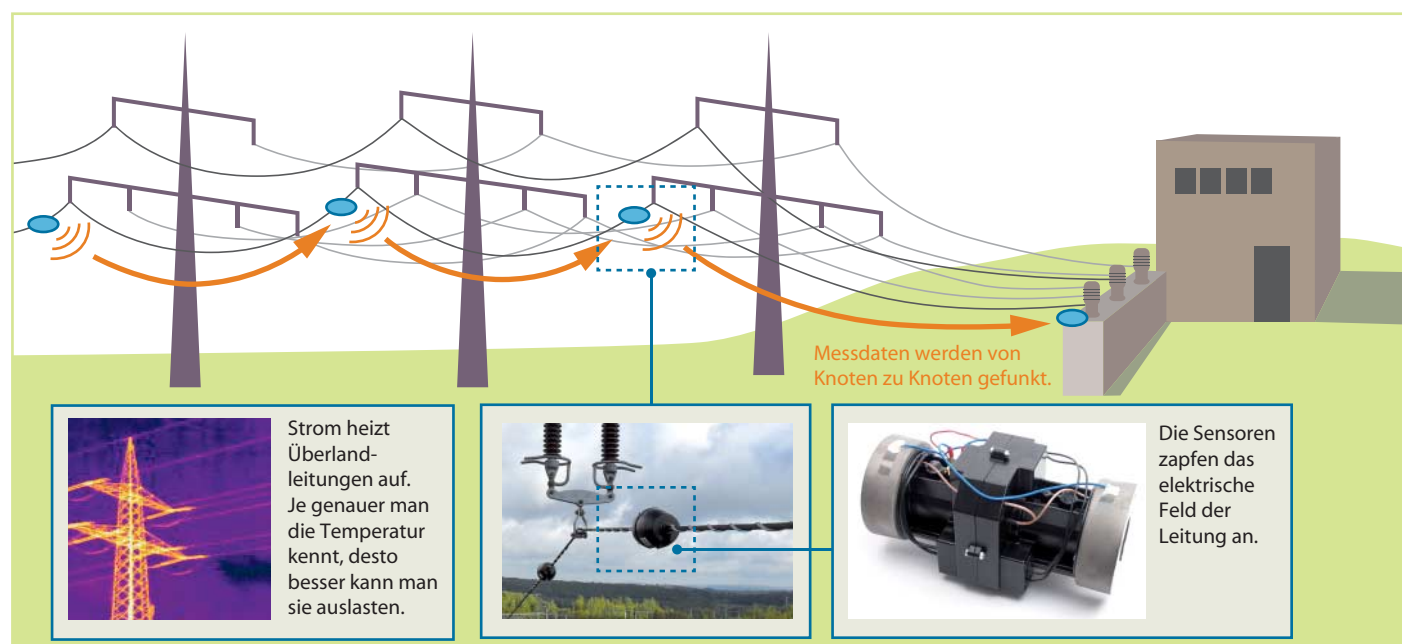 Messdaten werden von
Knoten zu Knoten gefunkt.
Strom heizt
Überland-
leitungen auf.
Je genauer man
die Temperatur
kennt, desto
besser kann man
sie auslasten.
Die Sensoren
zapfen das
elektrische
Feld der
Leitung an.